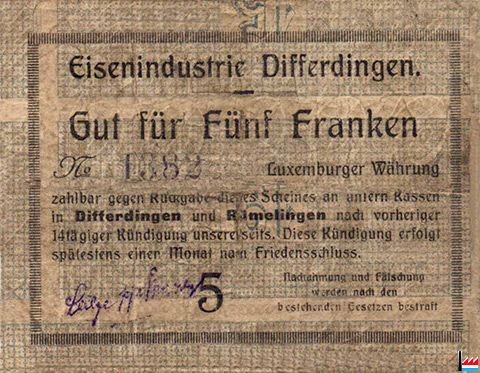 Eisenindustrie Differdingen.
Gut für Fünf Franken
No 1382 Luxemburger Währung
zahlbar gegen Rückgabe dieses Scheines an unsern Kassen
in Differdingen und Rümelingen nach vorheriger
14tägiger Kündigung unsererseits. Diese Kündigung erfolgt
spätestens einer Monat nach Friedensschluss.
5
Nachahmung und Fälschung
werden nach den
bestehenden Gesetzen bestraft